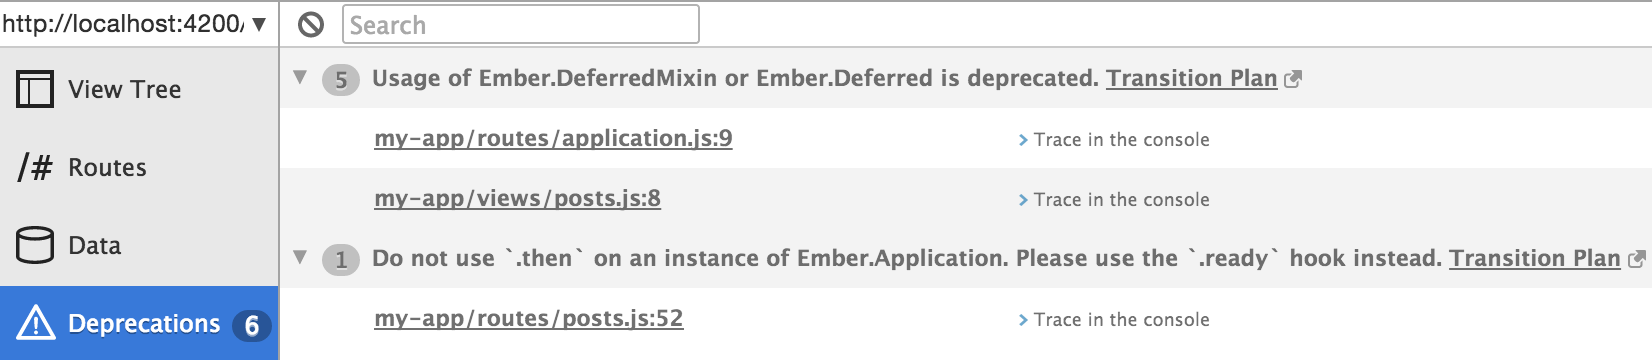 http://localhost:4200/ ▼
Search
View Tree
/# Routes
Data
Deprecations 6
▼ 5 Usage of Ember.DeferredMixin or Ember.Deferred is deprecated. Transition Plan
my-app/routes/application.js:9 > Trace in the console
my-app/views/posts.js:8 > Trace in the console
▼ 1 Do not use `.then` on an instance of Ember.Application. Please use the `.ready` hook instead. Transition Plan
my-app/routes/posts.js:52 > Trace in the console